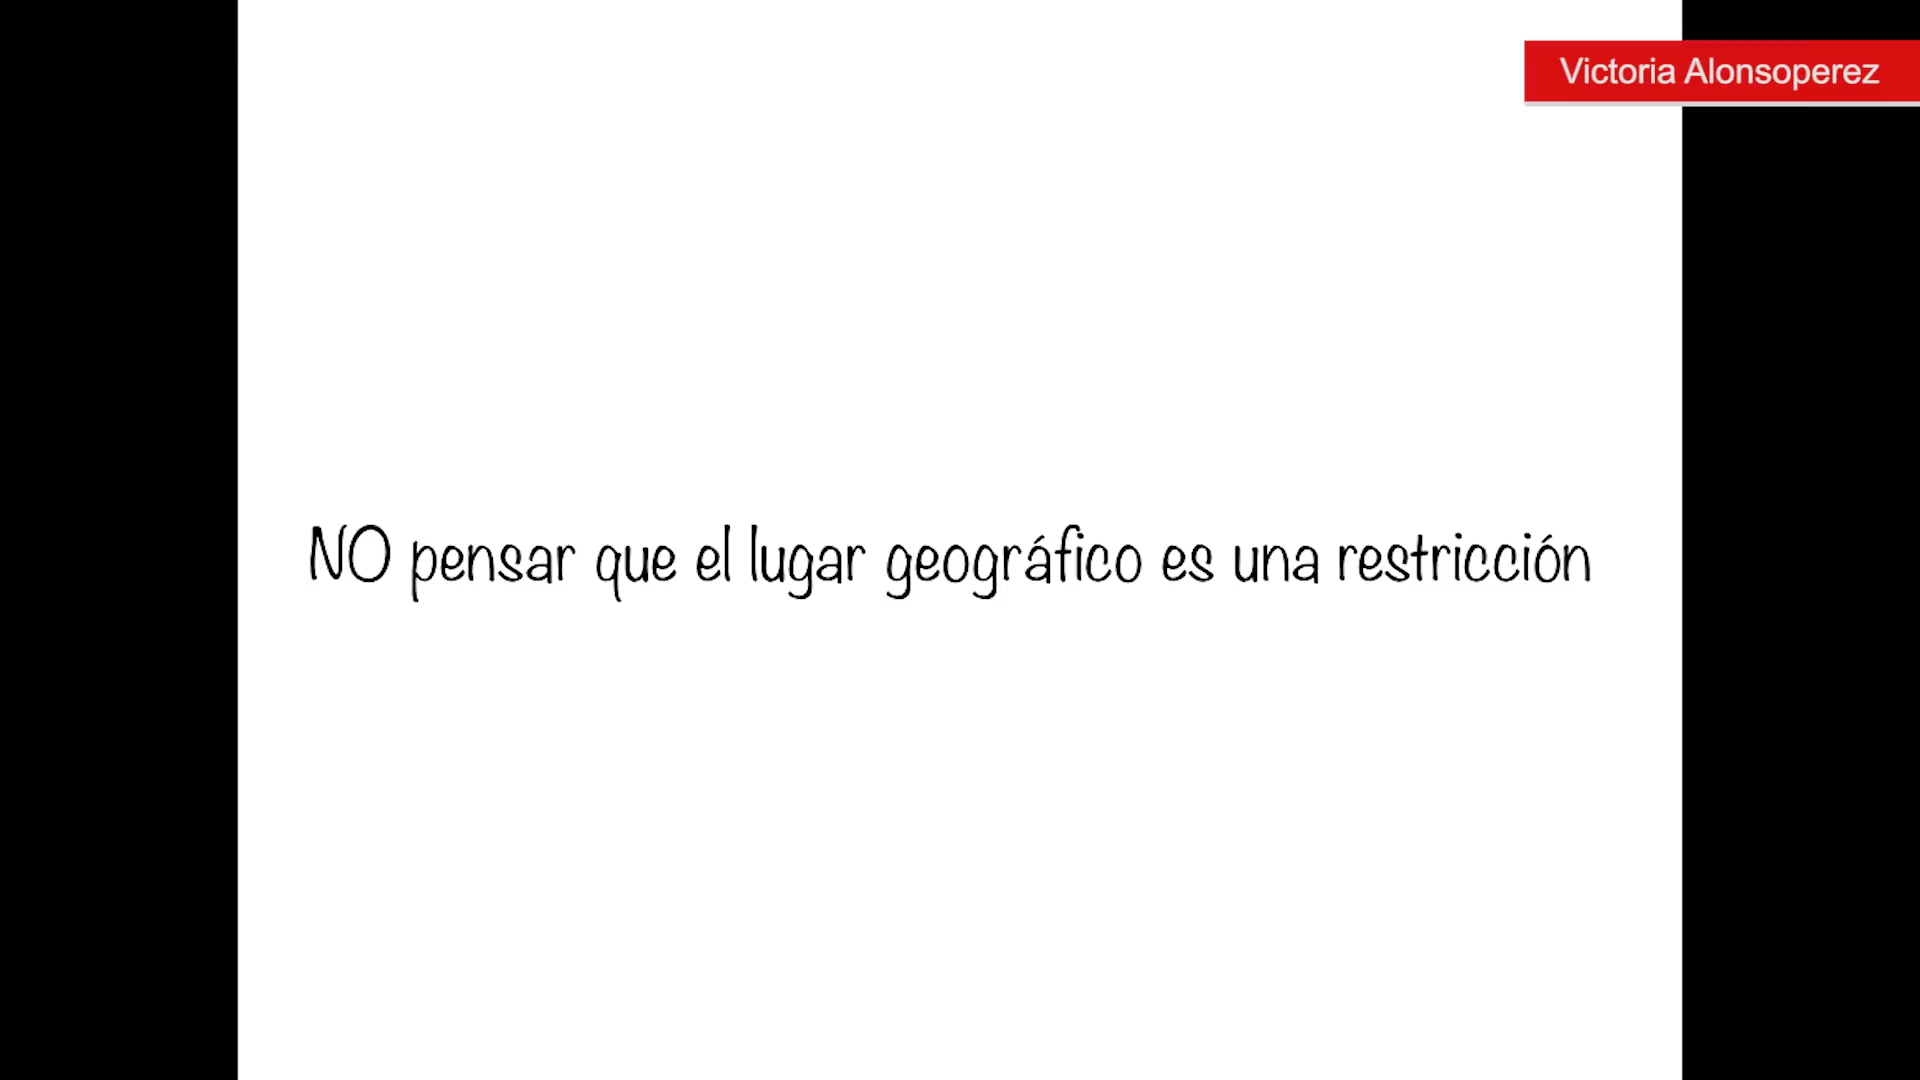 Victoria Alonsoperez
NO pensar que el lugar geográfico es una restricción